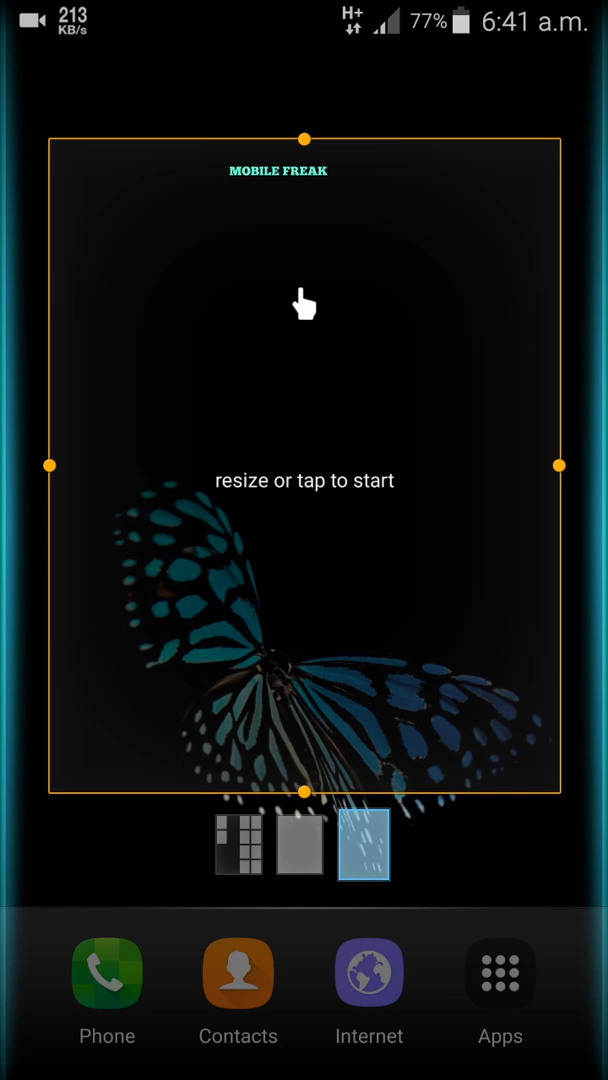 213
KB/s
H+
77%
6:41 a.m.
MOBILE FREAK
resize or tap to start
Phone
Contacts
Internet
Apps